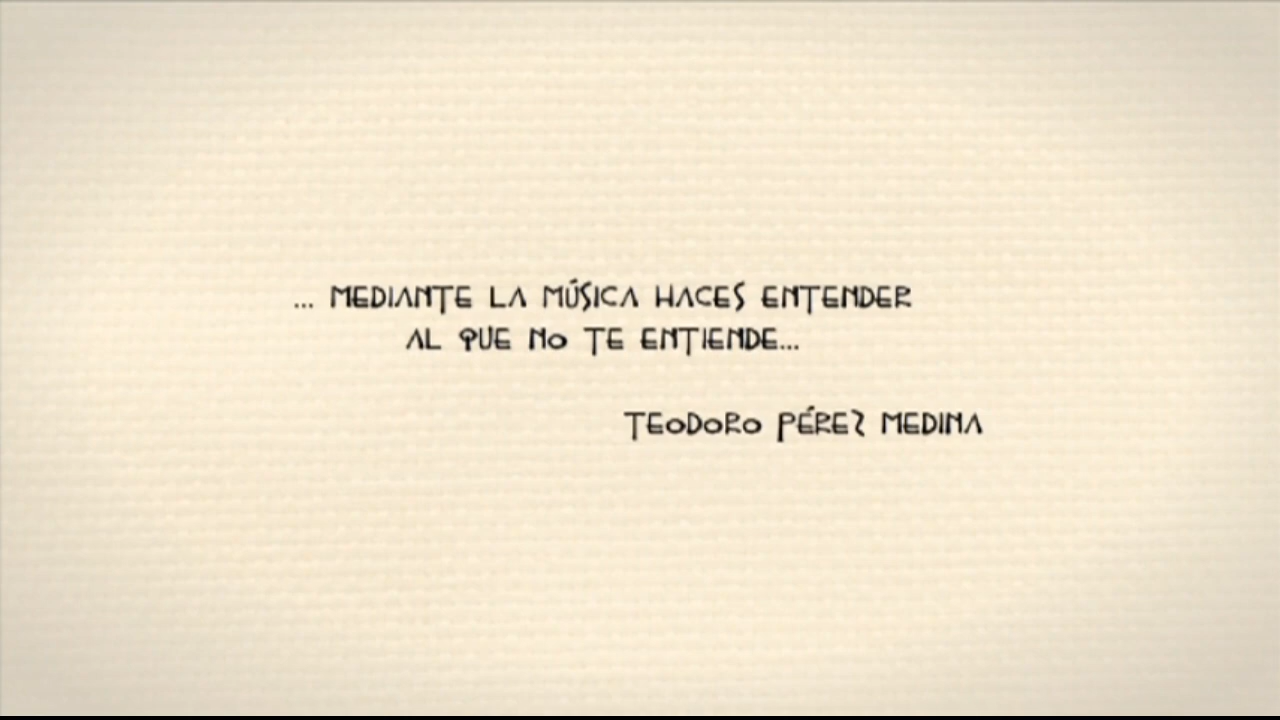 ... MEDIANTE LA MÚSICA HACES ENTENDER
AL QUE NO TE ENTIENDE...
TEODORO PÉREZ MEDINA